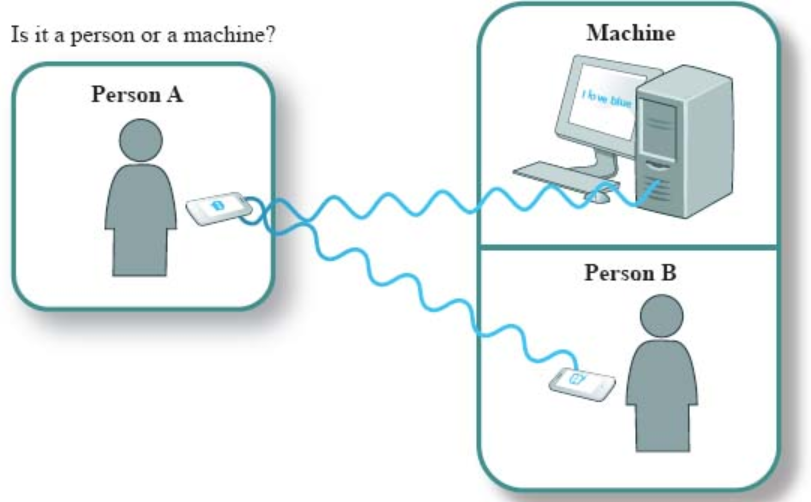 Is it a person or a machine?
Person A
Machine
I love blue
Person B